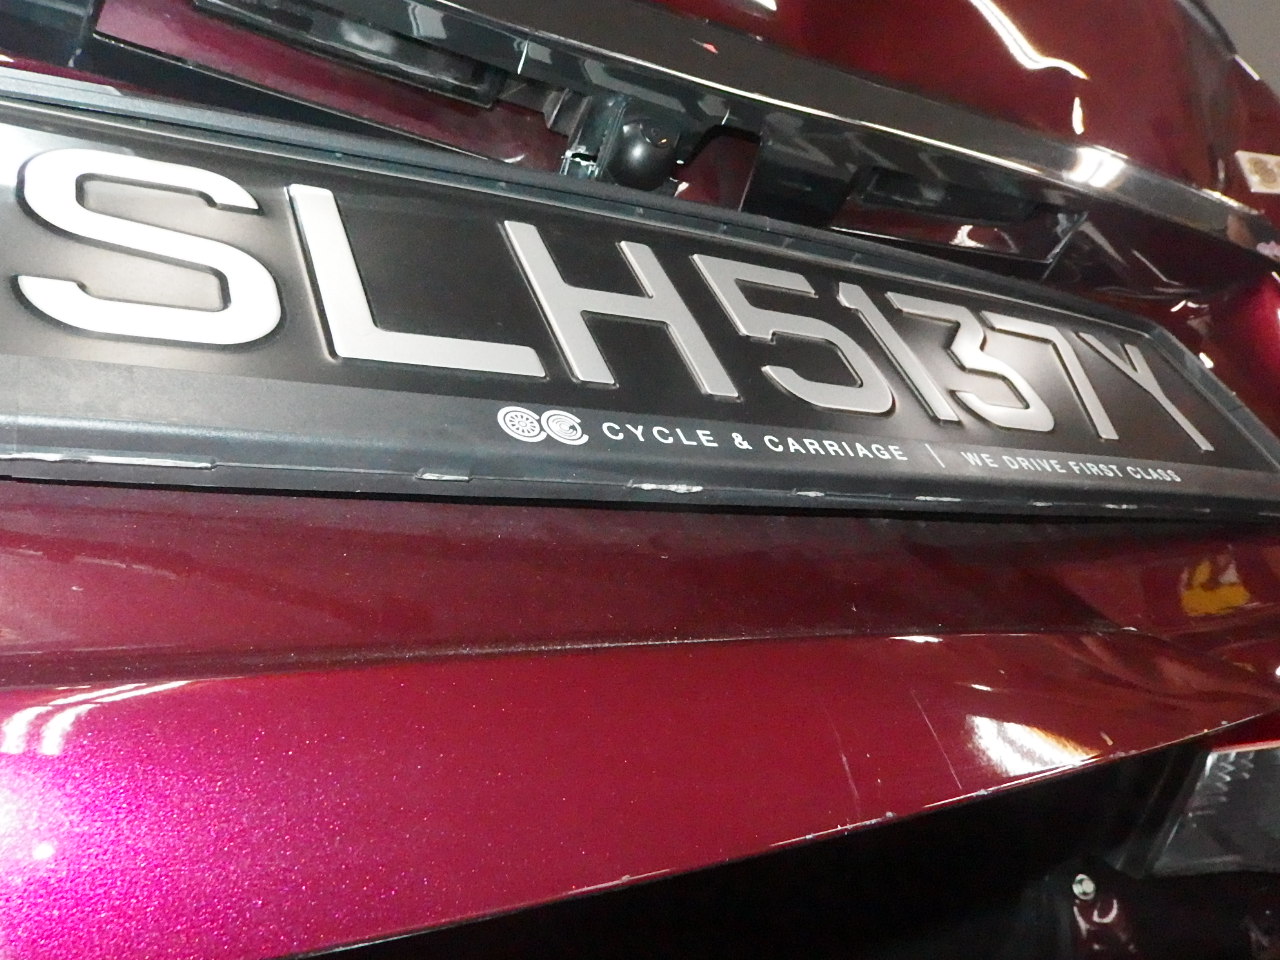 SLH5137Y
CYCLE & CARRIAGE | WE DRIVE FIRST CLASS